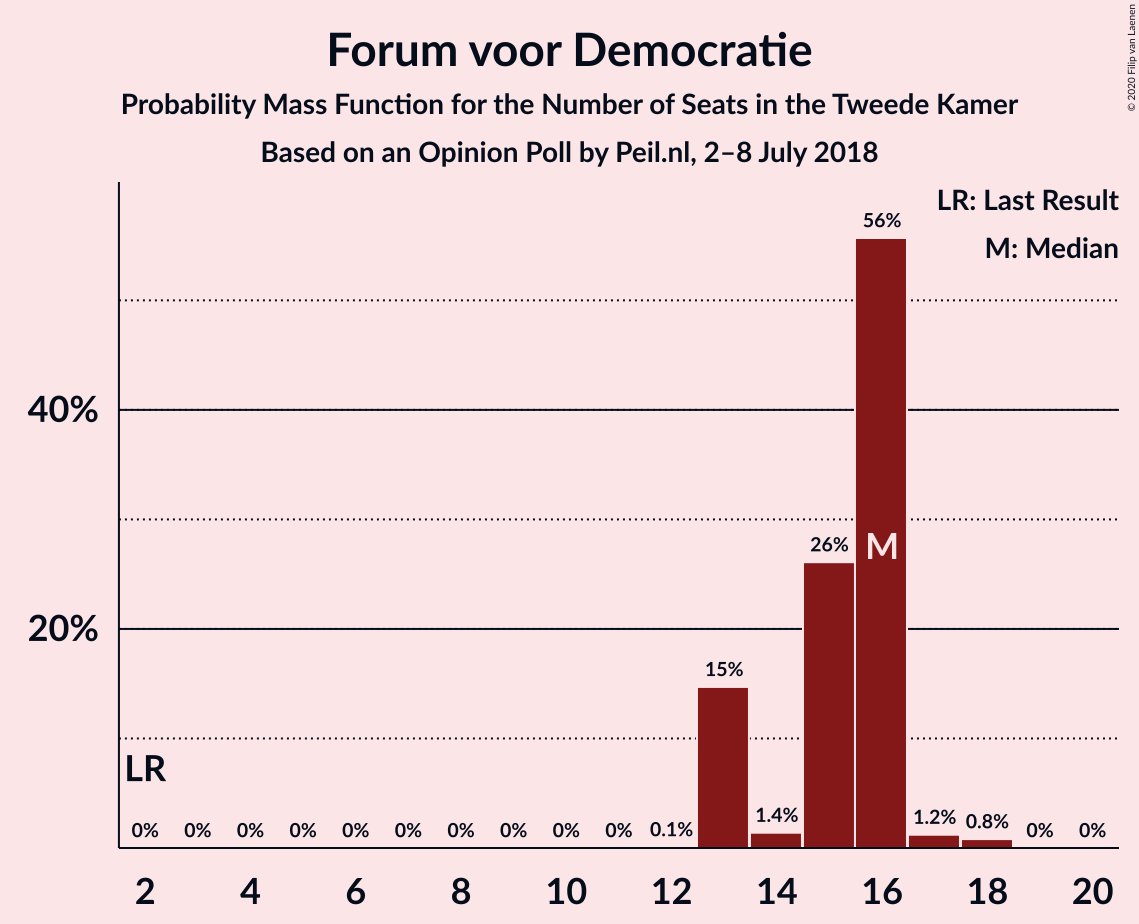 Forum voor Democratie
Probability Mass Function for the Number of Seats in the Tweede Kamer
Based on an Opinion Poll by Peil.nl, 2–8 July 2018
© 2020 Filip van Laenen
LR: Last Result
M: Median
56%
40%
26%
M
20%
15%
LR
0% 0% 0% 0% 0% 0% 0% 0% 0% 0% 0.1% 1.4% 1.2% 0.8% 0% 0%
2 4 6 8 10 12 14 16 18 20